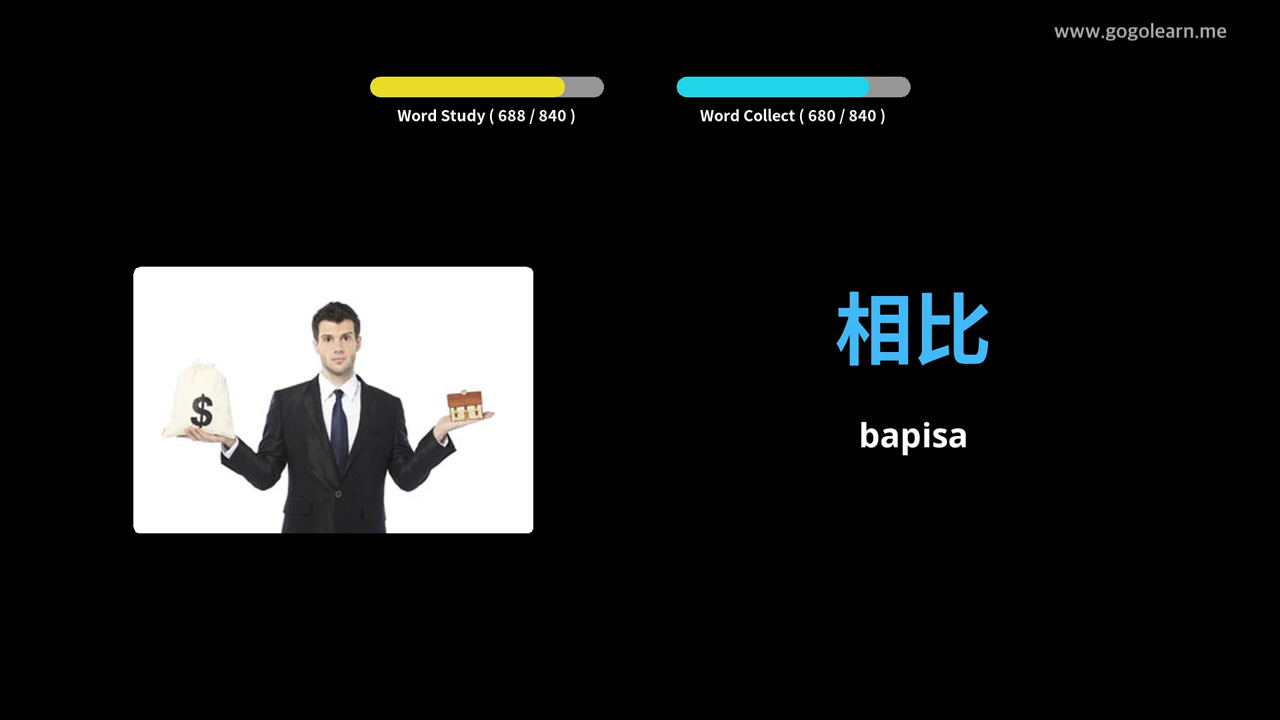 www.gogolearn.me
Word Study ( 688 / 840 )
Word Collect ( 680 / 840 )
$
相比
bapisa